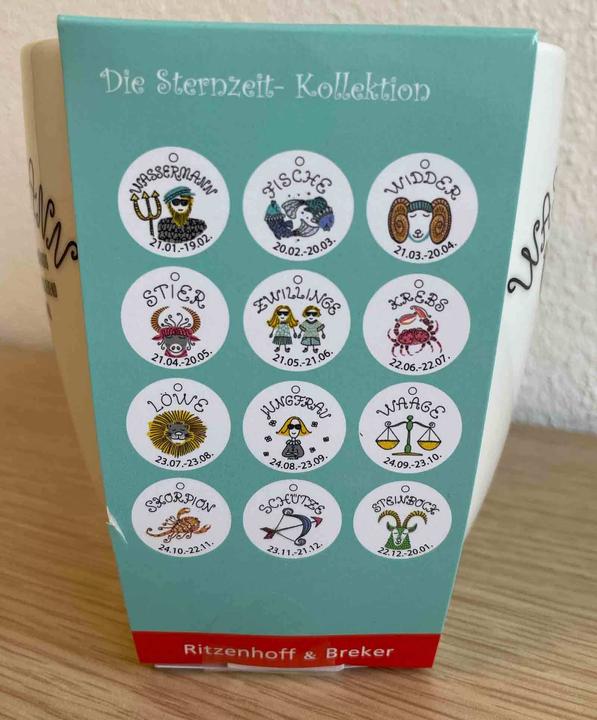 Die Sternzeit- Kollektion
WASSERMANN
21.01.-19.02.
FISCHE
20.02.-20.03.
WIDDER
21.03.-20.04.
STIER
21.04.-20.05.
ZWILLINGE
21.05.-21.06.
KREBS
22.06.-22.07.
LÖWE
23.07.-23.08.
JUNGFRAU
24.08.-23.09.
WAAGE
24.09.-23.10.
SKORPION
24.10.-22.11.
SCHÜTZE
23.11.-21.12.
STEINBOCK
22.12.-20.01.
Ritzenhoff & Breker